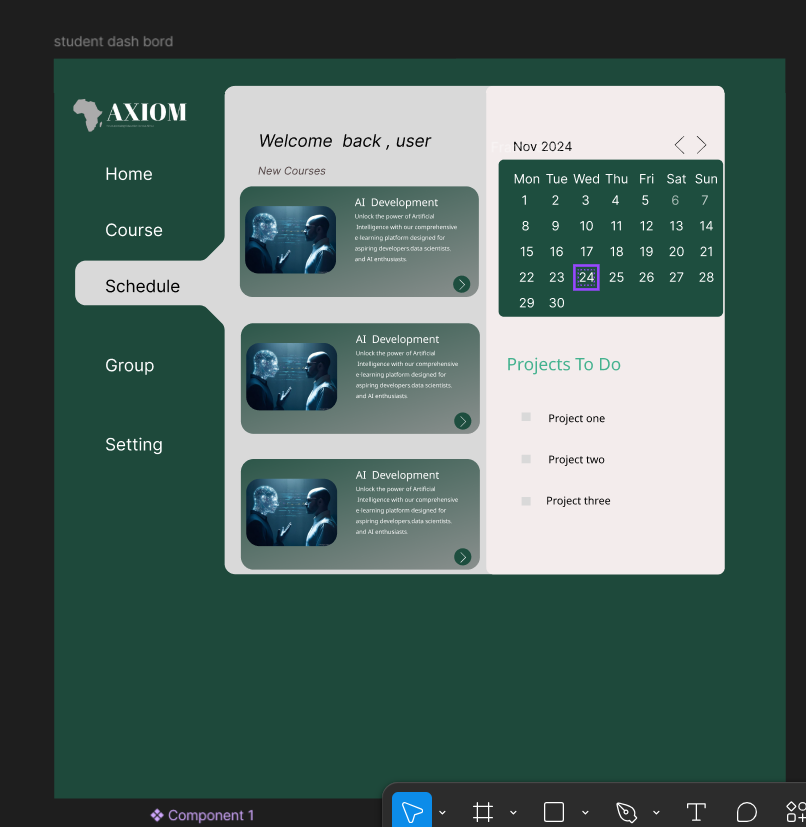 student dash bord
AXIOM
Home
Course
Schedule
Group
Setting
Welcome back , user
New Courses
AI Development
Unlock the power of Artificial
Intelligence with our comprehensive
e-learning platform designed for
aspiring developers,data scientists,
and AI enthusiasts.
AI Development
Unlock the power of Artificial
Intelligence with our comprehensive
e-learning platform designed for
aspiring developers,data scientists,
and AI enthusiasts.
AI Development
Unlock the power of Artificial
Intelligence with our comprehensive
e-learning platform designed for
aspiring developers,data scientists,
and AI enthusiasts.
Nov 2024
Mon Tue Wed Thu Fri Sat Sun
1 2 3 4 5 6 7
8 9 10 11 12 13 14
15 16 17 18 19 20 21
22 23 24 25 26 27 28
29 30
Projects To Do
Project one
Project two
Project three
Component 1